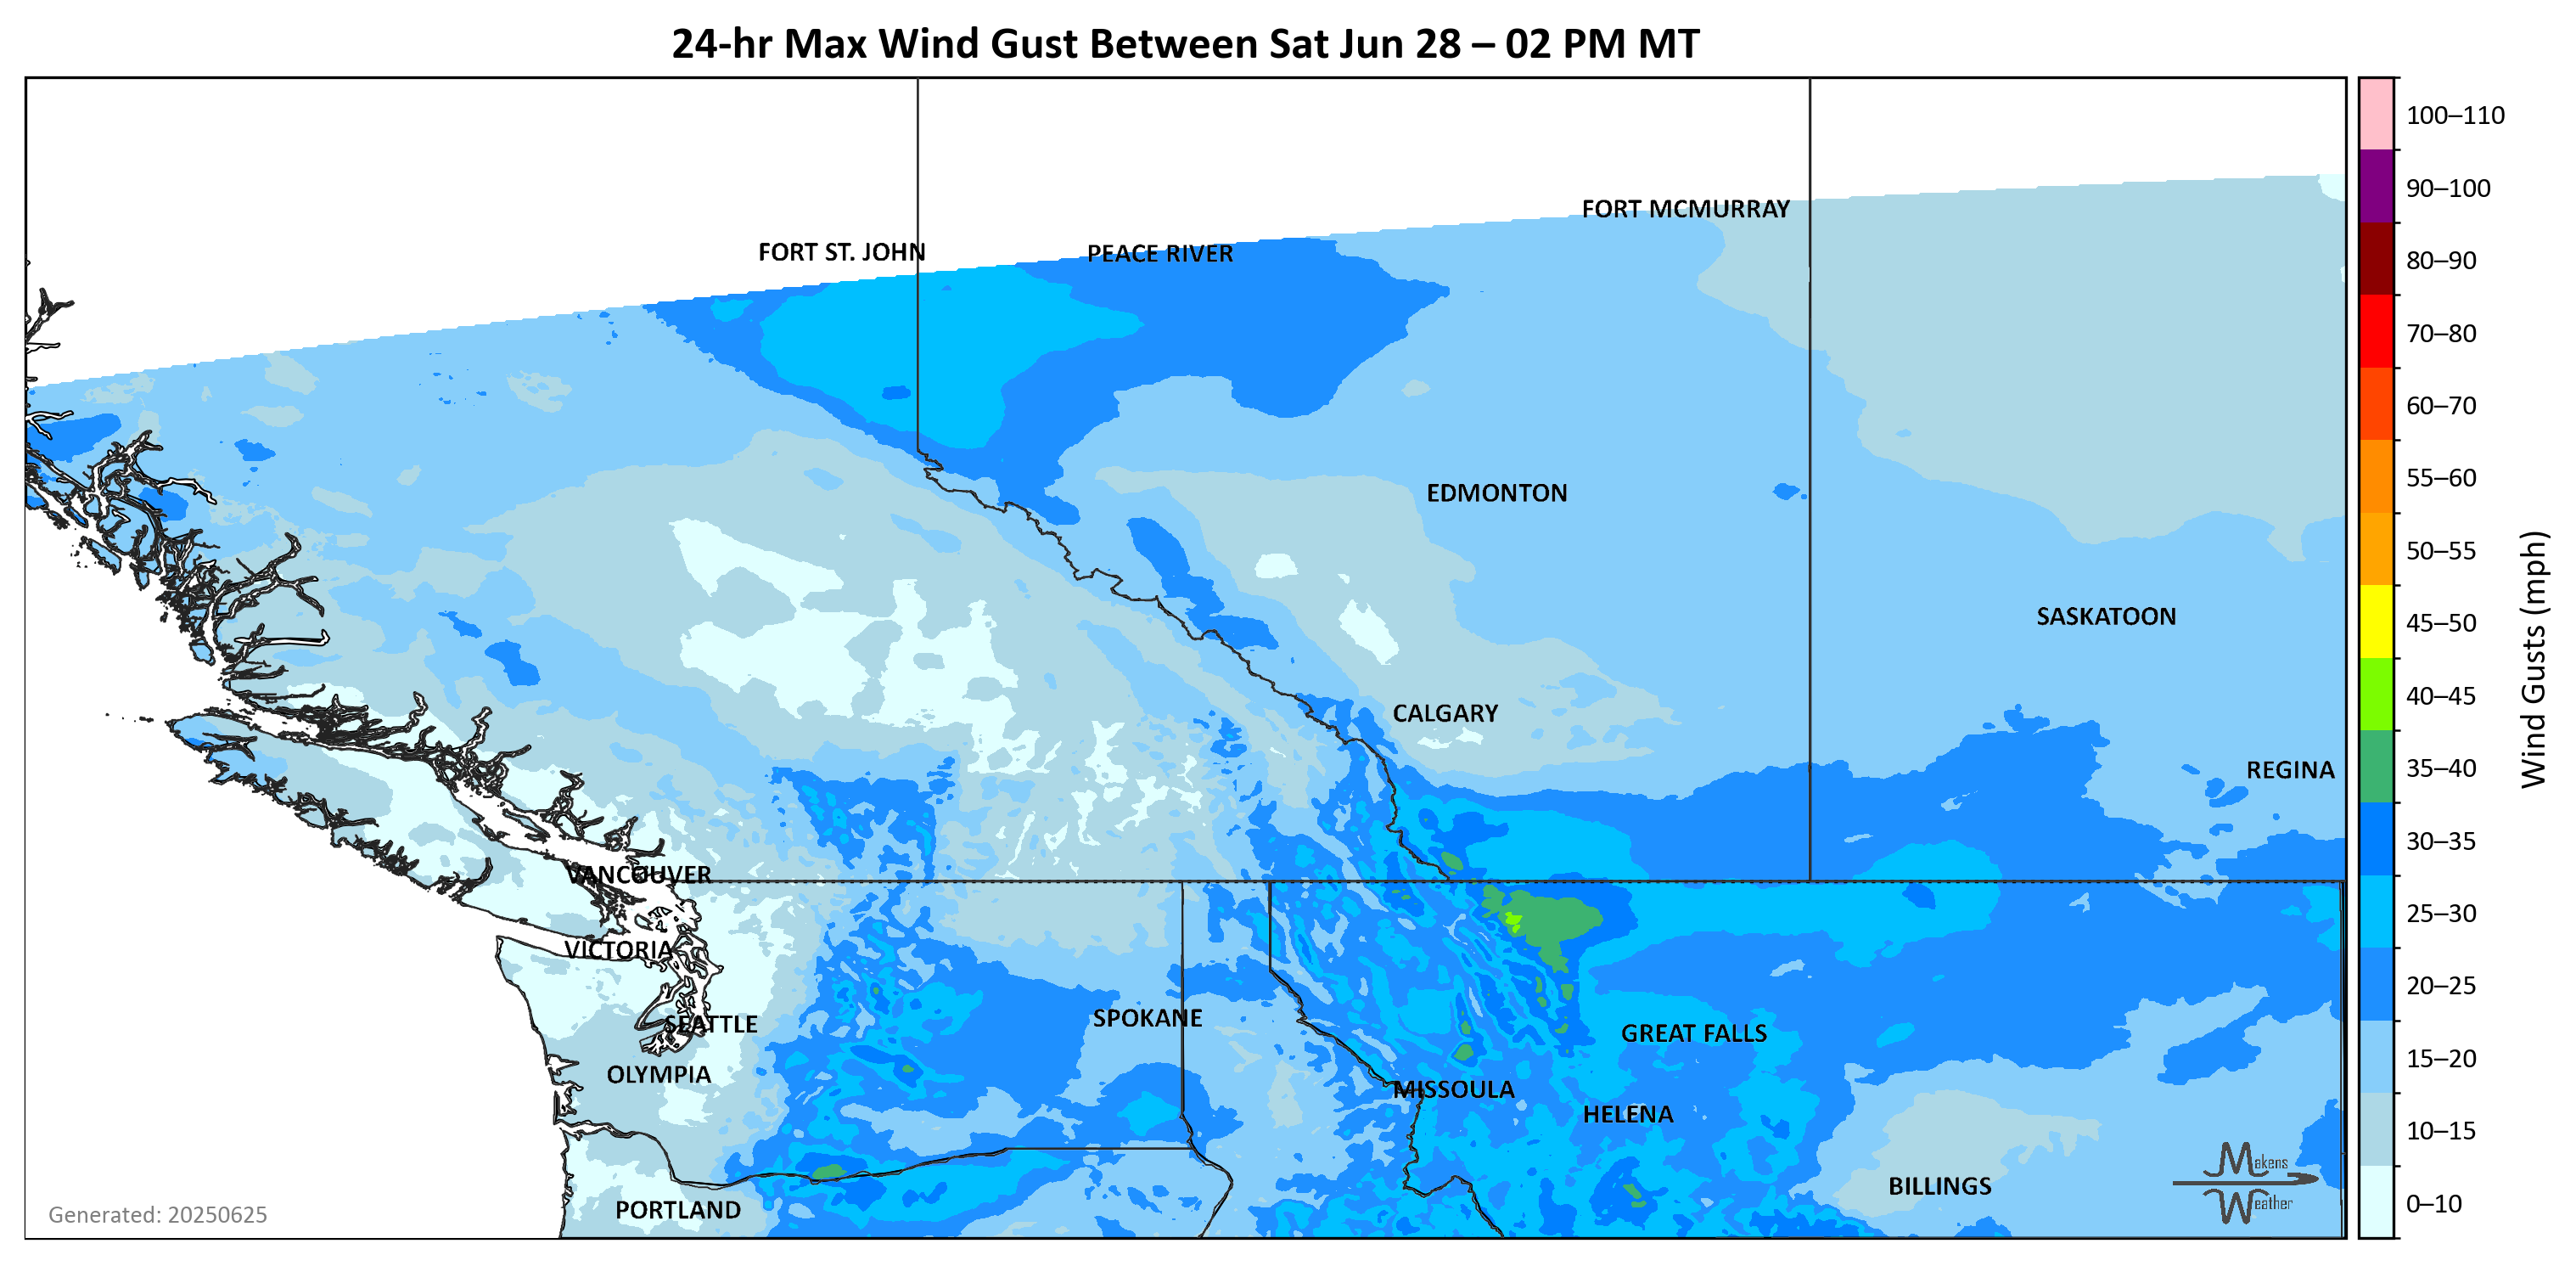 24-hr Max Wind Gust Between Sat Jun 28 – 02 PM MT
100–110
FORT MCMURRAY
90–100
FORT ST. JOHN
PEACE RIVER
80–90
70–80
60–70
EDMONTON
55–60
50–55
SASKATOON
45–50
Wind Gusts (mph)
CALGARY
40–45
REGINA
35–40
30–35
VANCOUVER
25–30
VICTORIA
20–25
SPOKANE
SEATTLE
GREAT FALLS
15–20
OLYMPIA
MISSOULA
HELENA
10–15
Makens
Weather
BILLINGS
0–10
PORTLAND
Generated: 20250625